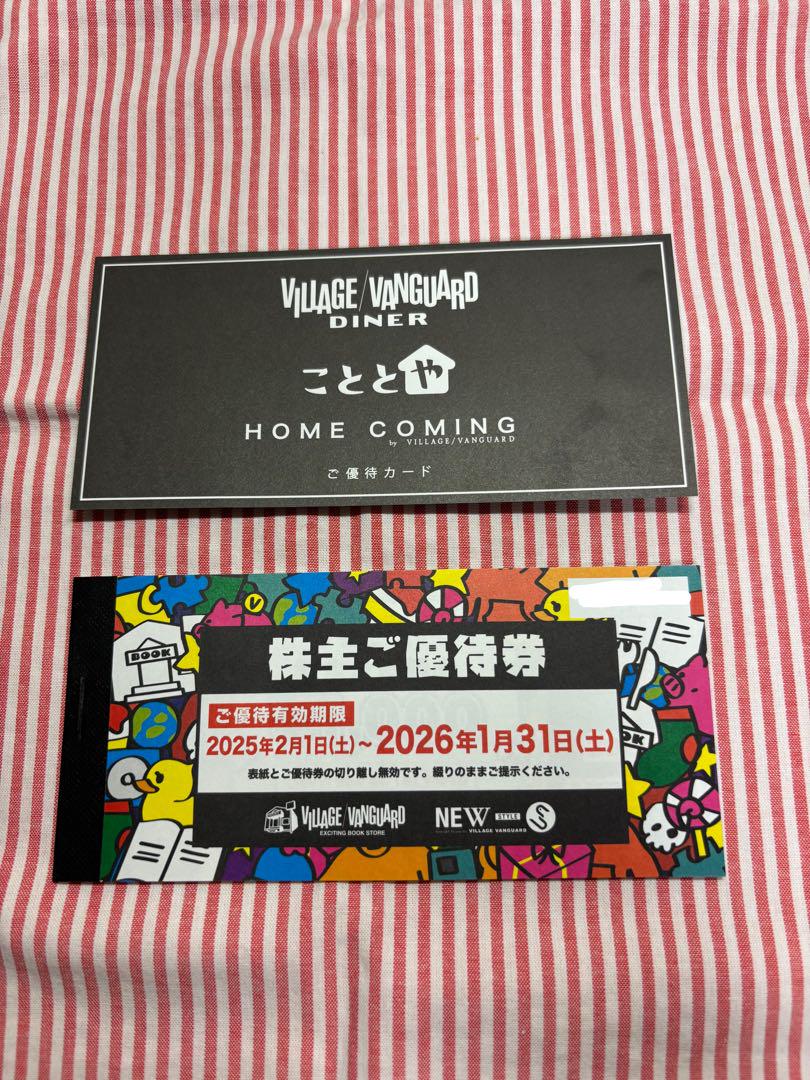 VILLAGE/VANGUARD
DINER
こととや
HOME COMING
by VILLAGE/VANGUARD
ご優待カード
BOOK
V
株主ご優待券
ご優待有効期限
2025年2月1日(土)~2026年1月31日(土)
表紙とご優待券の切り離し無効です。綴りのままご提示ください。
VILLAGE/VANGUARD
EXCITING BOOK STORE
NEW STYLE
VILLAGE VANGUARD